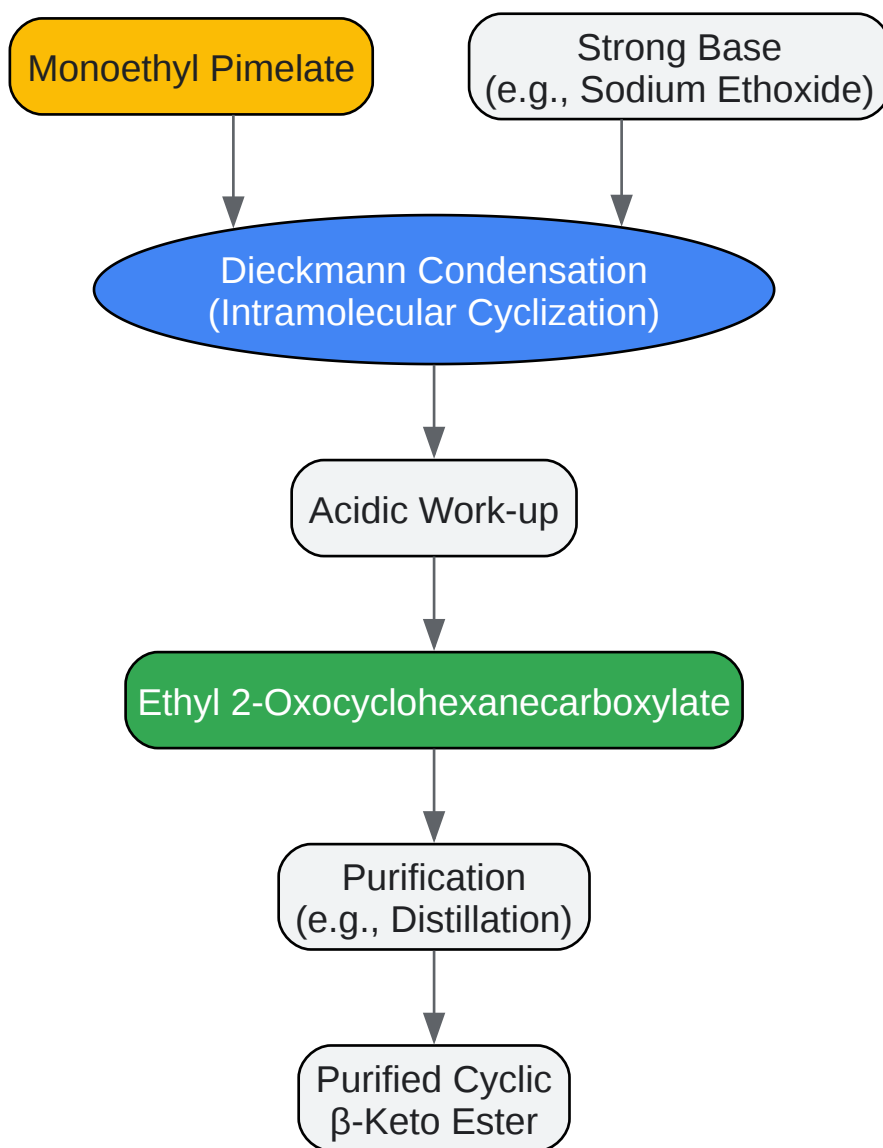 Monoethyl Pimelate
Strong Base
(e.g., Sodium Ethoxide)
Dieckmann Condensation
(Intramolecular Cyclization)
Acidic Work-up
Ethyl 2-Oxocyclohexanecarboxylate
Purification
(e.g., Distillation)
Purified Cyclic
β-Keto Ester